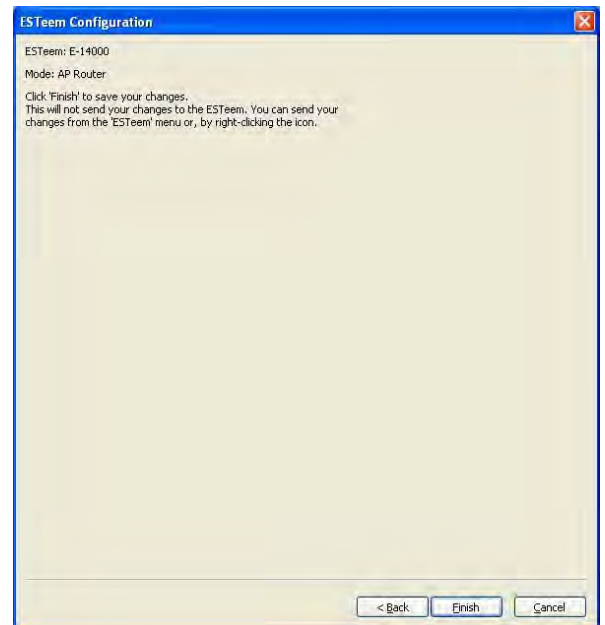 ESTeem Configuration
ESTeem: E-14000
Mode: AP Router
Click 'Finish' to save your changes.
This will not send your changes to the ESTeem. You can send your
changes from the 'ESTeem' menu or, by right-clicking the icon.
< Back Finish Cancel